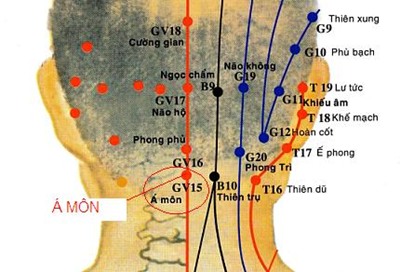 GV18
Cường gian
Thiên xung
G9
G10 Phù bạch
Ngọc chẩm
Não không
B9
G19
G11
T 19 Lư tức
Khiếu âm
GV17
Não hộ
T 18 Khế mạch
G12 Hoàn cốt
Phong phủ
GV16
G20
Phong Trì
T17 Ế phong
GV15
Á môn
B10
Thiên trụ
T16 Thiên dũ
Á MÔN